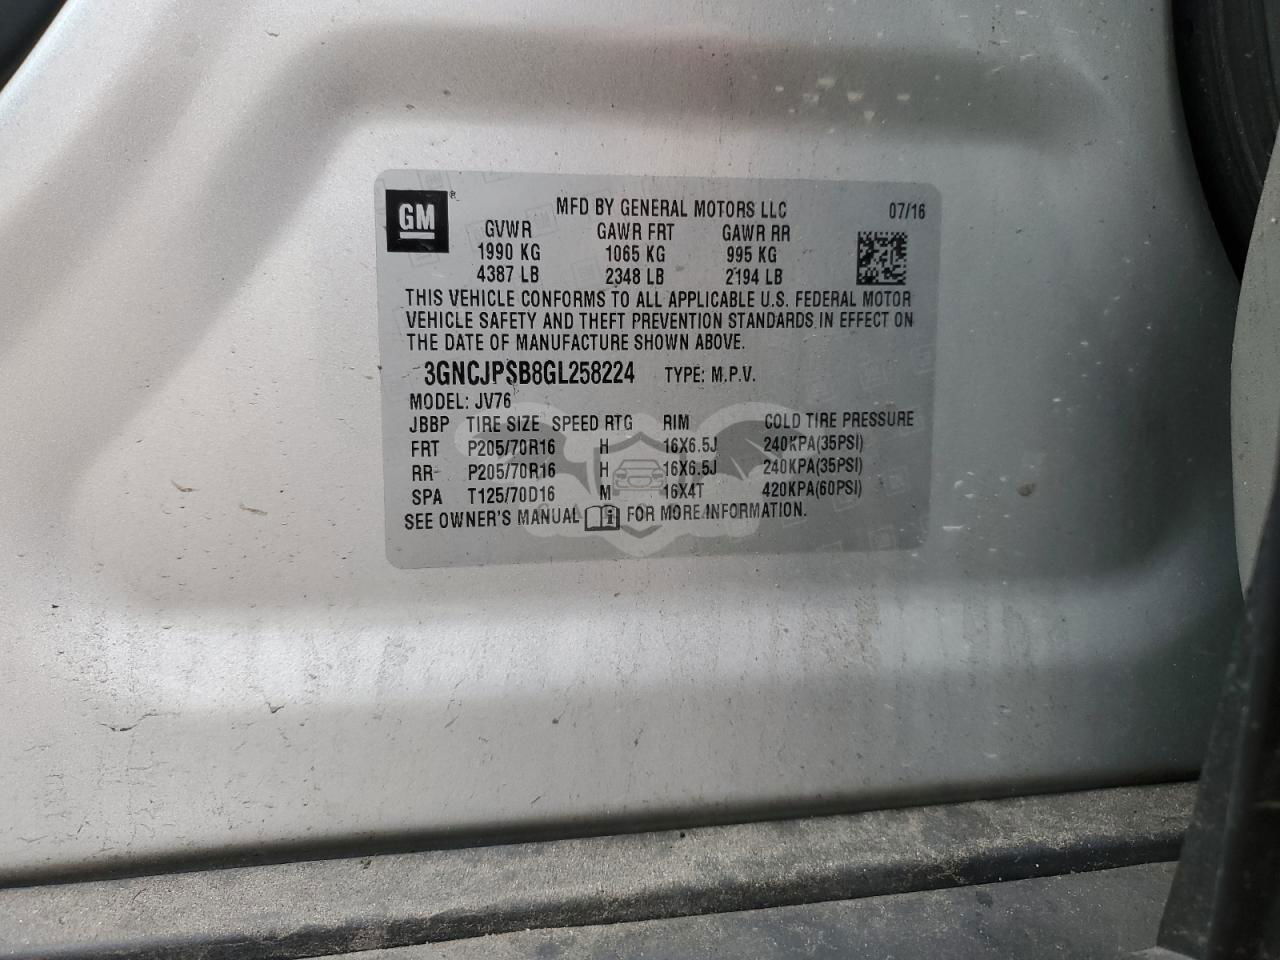 GM ®
MFD BY GENERAL MOTORS LLC 07/16
GVWR GAWR FRT GAWR RR
1990 KG 1065 KG 995 KG
4387 LB 2348 LB 2194 LB
THIS VEHICLE CONFORMS TO ALL APPLICABLE U.S. FEDERAL MOTOR
VEHICLE SAFETY AND THEFT PREVENTION STANDARDS IN EFFECT ON
THE DATE OF MANUFACTURE SHOWN ABOVE.
3GNCJPSB8GL258224 TYPE: M.P.V.
MODEL: JV76
JBBP TIRE SIZE SPEED RTG RIM COLD TIRE PRESSURE
FRT P205/70R16 H 16X6.5J 240KPA(35PSI)
RR P205/70R16 H 16X6.5J 240KPA(35PSI)
SPA T125/70D16 M 16X4T 420KPA(60PSI)
SEE OWNER'S MANUAL i FOR MORE INFORMATION.